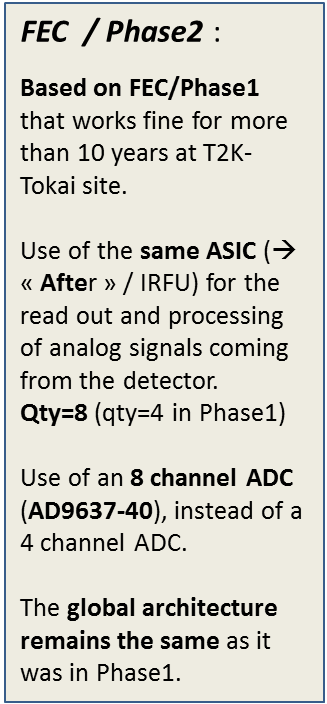 FEC / Phase2 :
Based on FEC/Phase1
that works fine for more
than 10 years at T2K-
Tokai site.
Use of the same ASIC (→
« After » / IRFU) for the
read out and processing
of analog signals coming
from the detector.
Qty=8 (qty=4 in Phase1)
Use of an 8 channel ADC
(AD9637-40), instead of a
4 channel ADC.
The global architecture
remains the same as it
was in Phase1.